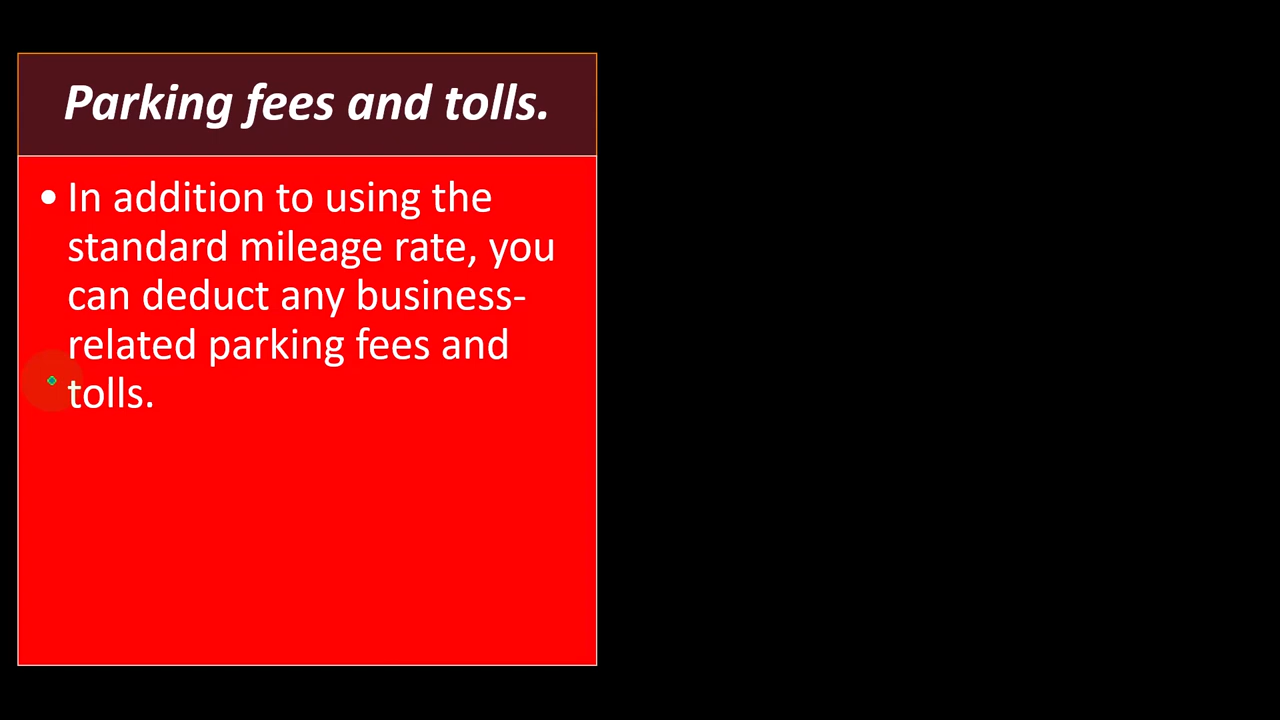 Parking fees and tolls.
• In addition to using the
standard mileage rate, you
can deduct any business-
related parking fees and
tolls.